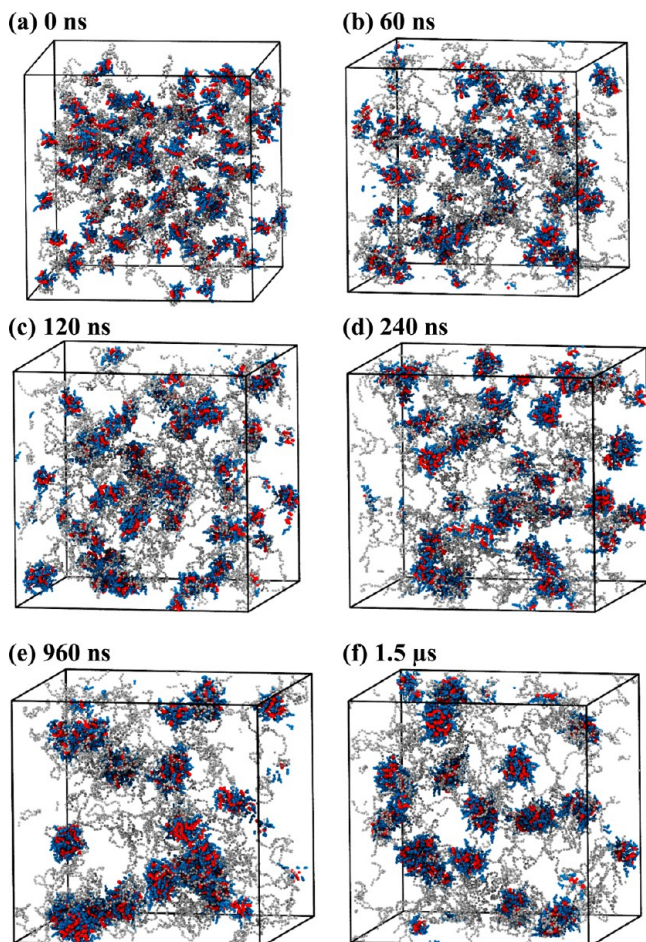 (a) 0 ns
(b) 60 ns
(c) 120 ns
(d) 240 ns
(e) 960 ns
(f) 1.5 μs